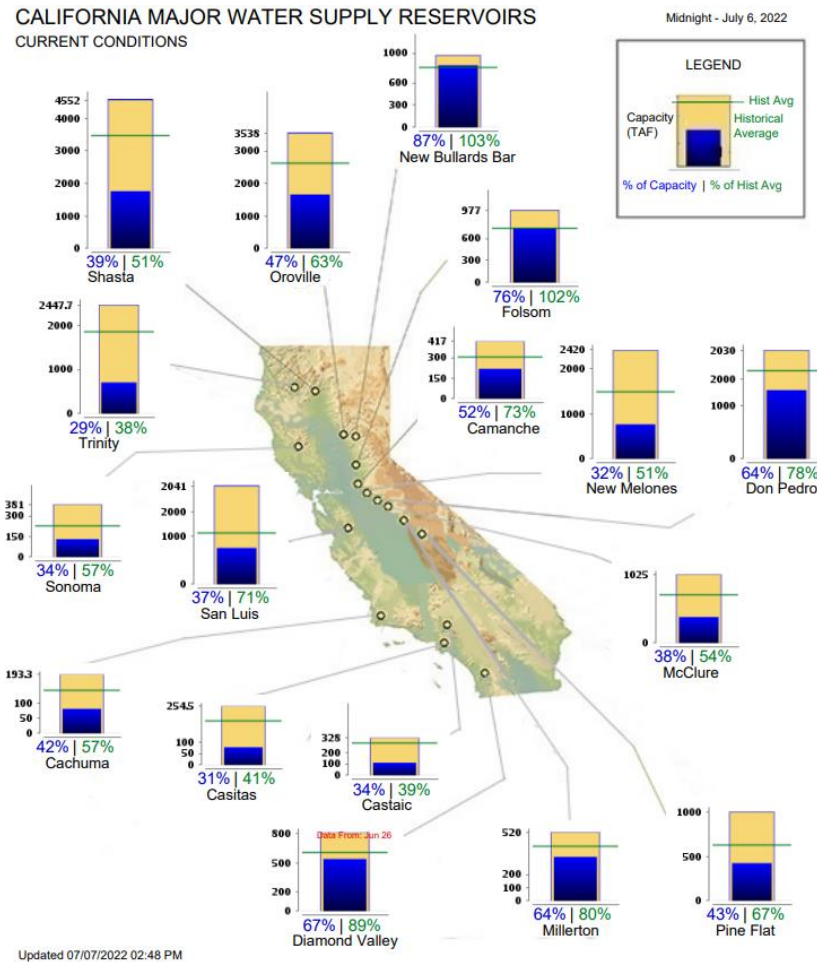 CALIFORNIA MAJOR WATER SUPPLY RESERVOIRS
CURRENT CONDITIONS
Midnight - July 6, 2022
LEGEND
Capacity
(TAF)
Hist Avg
Historical
Average
% of Capacity | % of Hist Avg
4552
4000
3000
2000
1000
0
39% | 51%
Shasta
3538
3000
2000
1000
0
47% | 63%
Oroville
1000
600
300
0
87% | 103%
New Bullards Bar
977
600
300
0
76% | 102%
Folsom
2447.7
2000
1000
0
29% | 38%
Trinity
417
300
150
0
52% | 73%
Camanche
2420
2000
1000
0
32% | 51%
New Melones
2030
2000
1000
0
64% | 78%
Don Pedro
381
300
150
0
34% | 57%
Sonoma
2041
2000
1000
0
37% | 71%
San Luis
1025
0
38% | 54%
McClure
193.3
100
50
0
42% | 57%
Cachuma
254.5
100
50
0
31% | 41%
Casitas
325
200
100
0
34% | 39%
Castaic
800
500
200
0
Data From: Jun 26
67% | 89%
Diamond Valley
520
200
100
0
64% | 80%
Millerton
1000
500
0
43% | 67%
Pine Flat
Updated 07/07/2022 02:48 PM